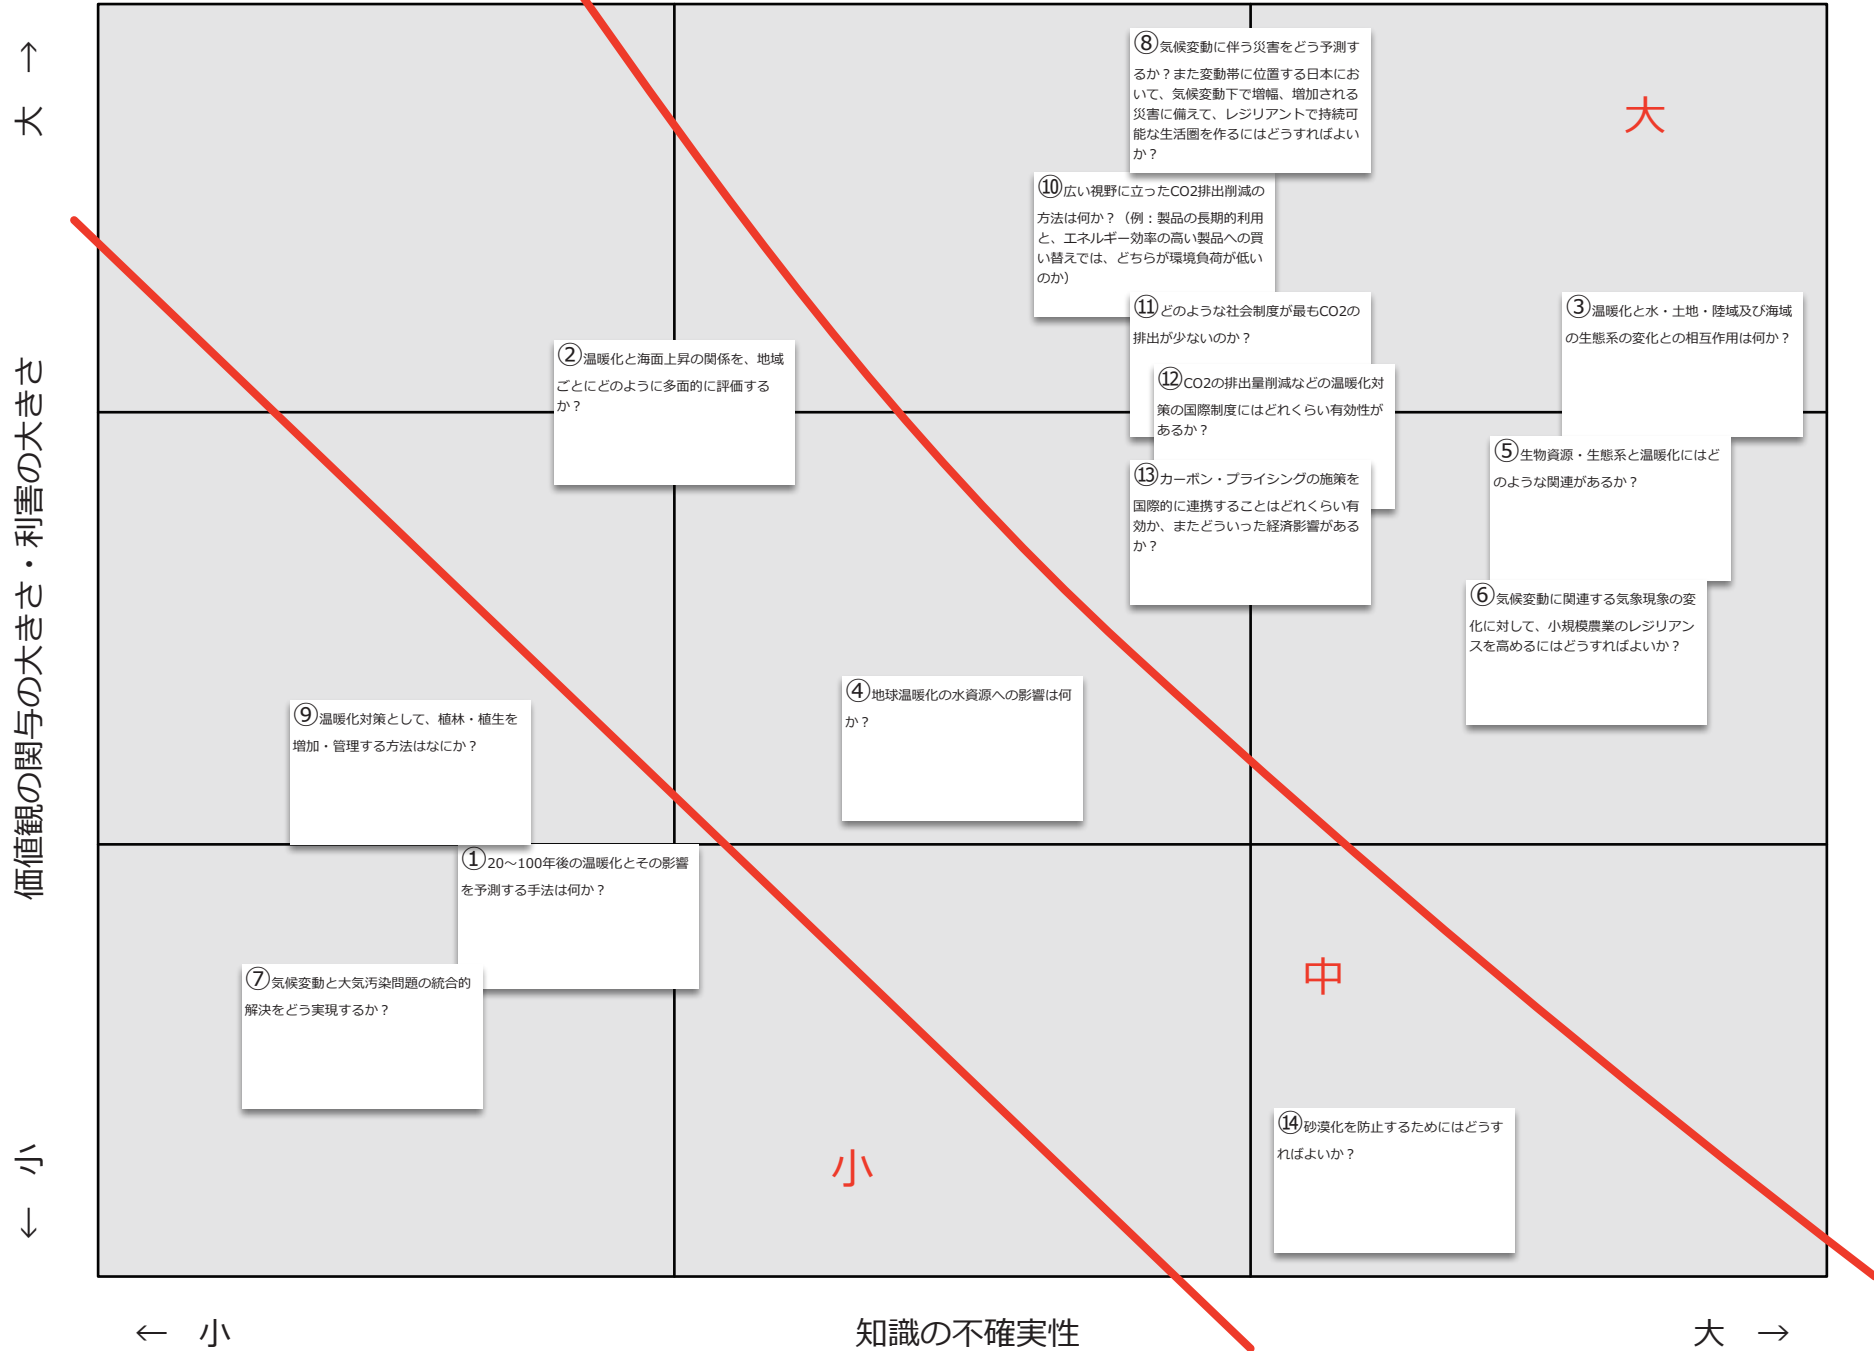 大 →
価値観の関与の大きさ・利害の大きさ
← 小
⑧気候変動に伴う災害をどう予測す
るか？また変動帯に位置する日本にお
いて、気候変動下で増幅、増加される
災害に備えて、レジリアントで持続可
能な生活圏を作るにはどうすればよい
か？
大
⑩広い視野に立ったCO2排出削減の
方法は何か？（例：製品の長期的利用
と、エネルギー効率の高い製品への買
い替えでは、どちらが環境負荷が低い
のか）
⑪どのような社会制度が最もCO2の
排出が少ないのか？
③温暖化と水・土地・陸域及び海域
の生態系の変化との相互作用は何か？
②温暖化と海面上昇の関係を、地域
ごとにどのように多面的に評価する
か？
⑫CO2の排出量削減などの温暖化対
策の国際制度にはどれくらい有効性が
あるか？
⑤生物資源・生態系と温暖化にはど
のような関連があるか？
⑬カーボン・プライシングの施策を
国際的に連携することはどれくらい有
効か、またどういった経済影響がある
か？
⑥気候変動に関連する気象現象の変
化に対して、小規模農業のレジリアン
スを高めるにはどうすればよいか？
④地球温暖化の水資源への影響は何
か？
⑨温暖化対策として、植林・植生を
増加・管理する方法はなにか？
①20～100年後の温暖化とその影響
を予測する手法は何か？
⑦気候変動と大気汚染問題の統合的
解決をどう実現するか？
中
⑭砂漠化を防止するためにはどうす
ればよいか？
小
← 小
知識の不確実性
大 →